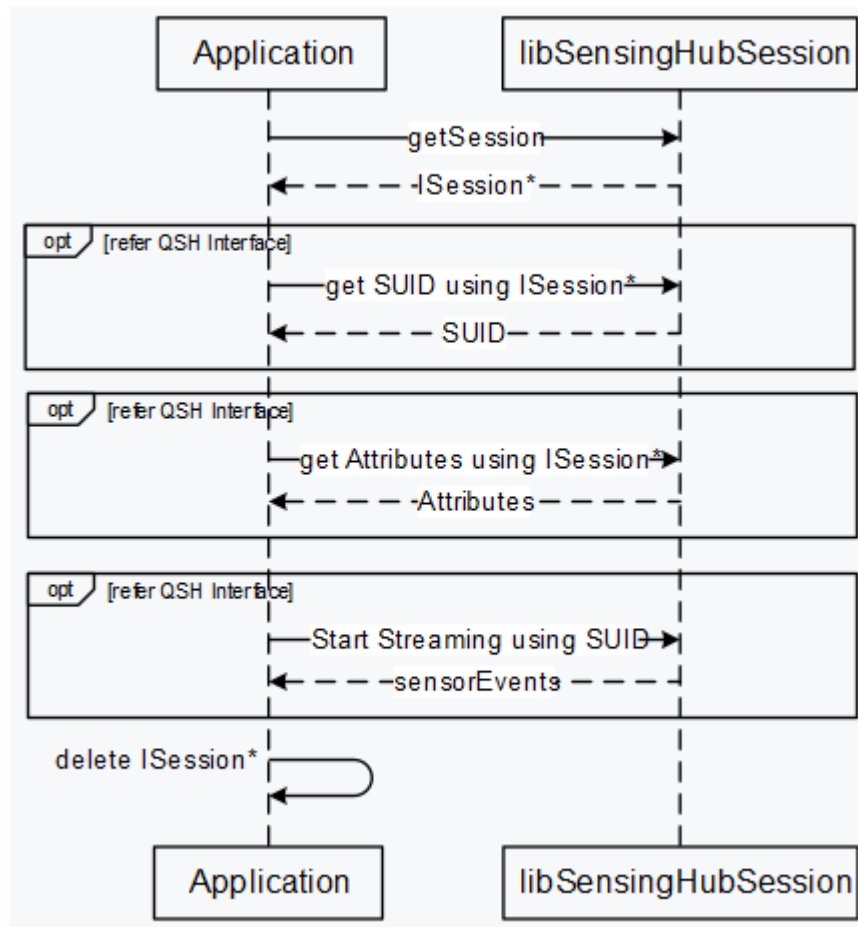 Application
libSensingHubSession
getSession
ISession*
opt [refer QSH Interface]
get SUID using ISession*
SUID
opt [refer QSH Interface]
get Attributes using ISession*
Attributes
opt [refer QSH Interface]
Start Streaming using SUID
sensorEvents
delete ISession*
Application
libSensingHubSession